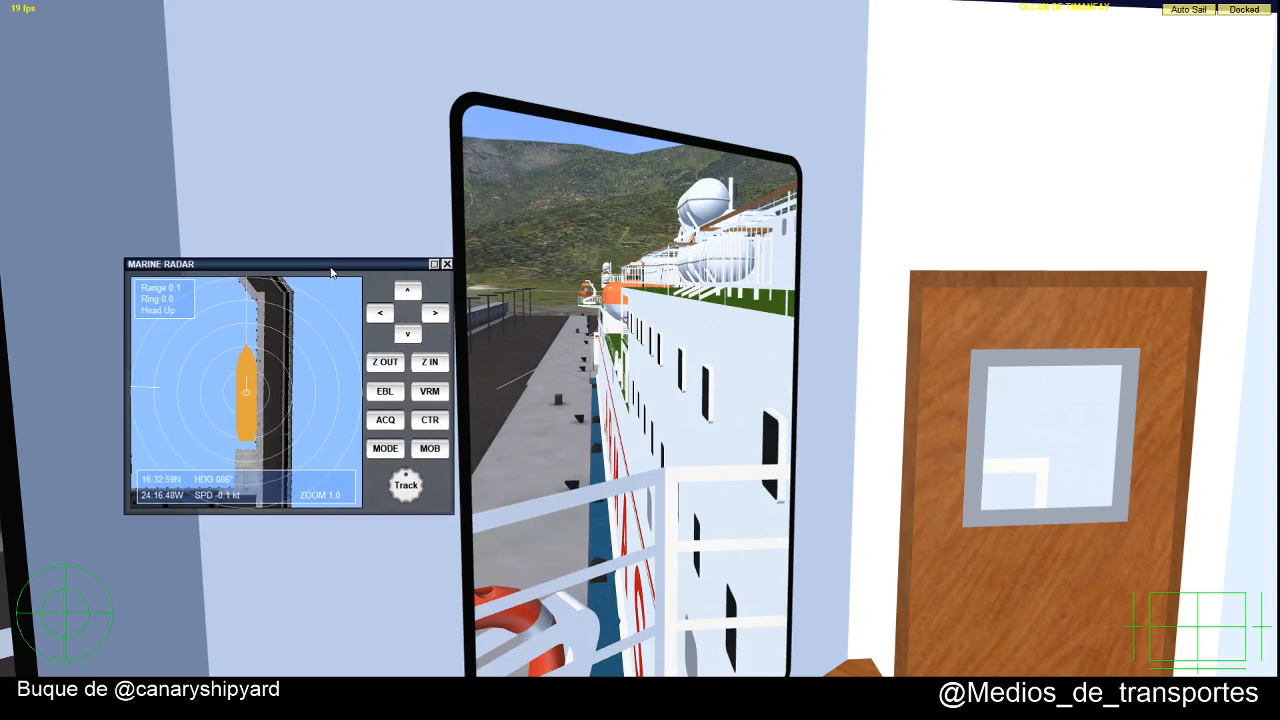 19 fps
Auto Sail
Docked
MARINE RADAR
Range 0.1
Ring 0.0
Head Up
^
< >
v
Z OUT Z IN
EBL VRM
ACQ CTR
MODE MOB
Track
16:32:59N HDG 086°
24:16:48W SPD -0.1 kt ZOOM 1.0
Buque de @canaryshipyard
@Medios_de_transportes